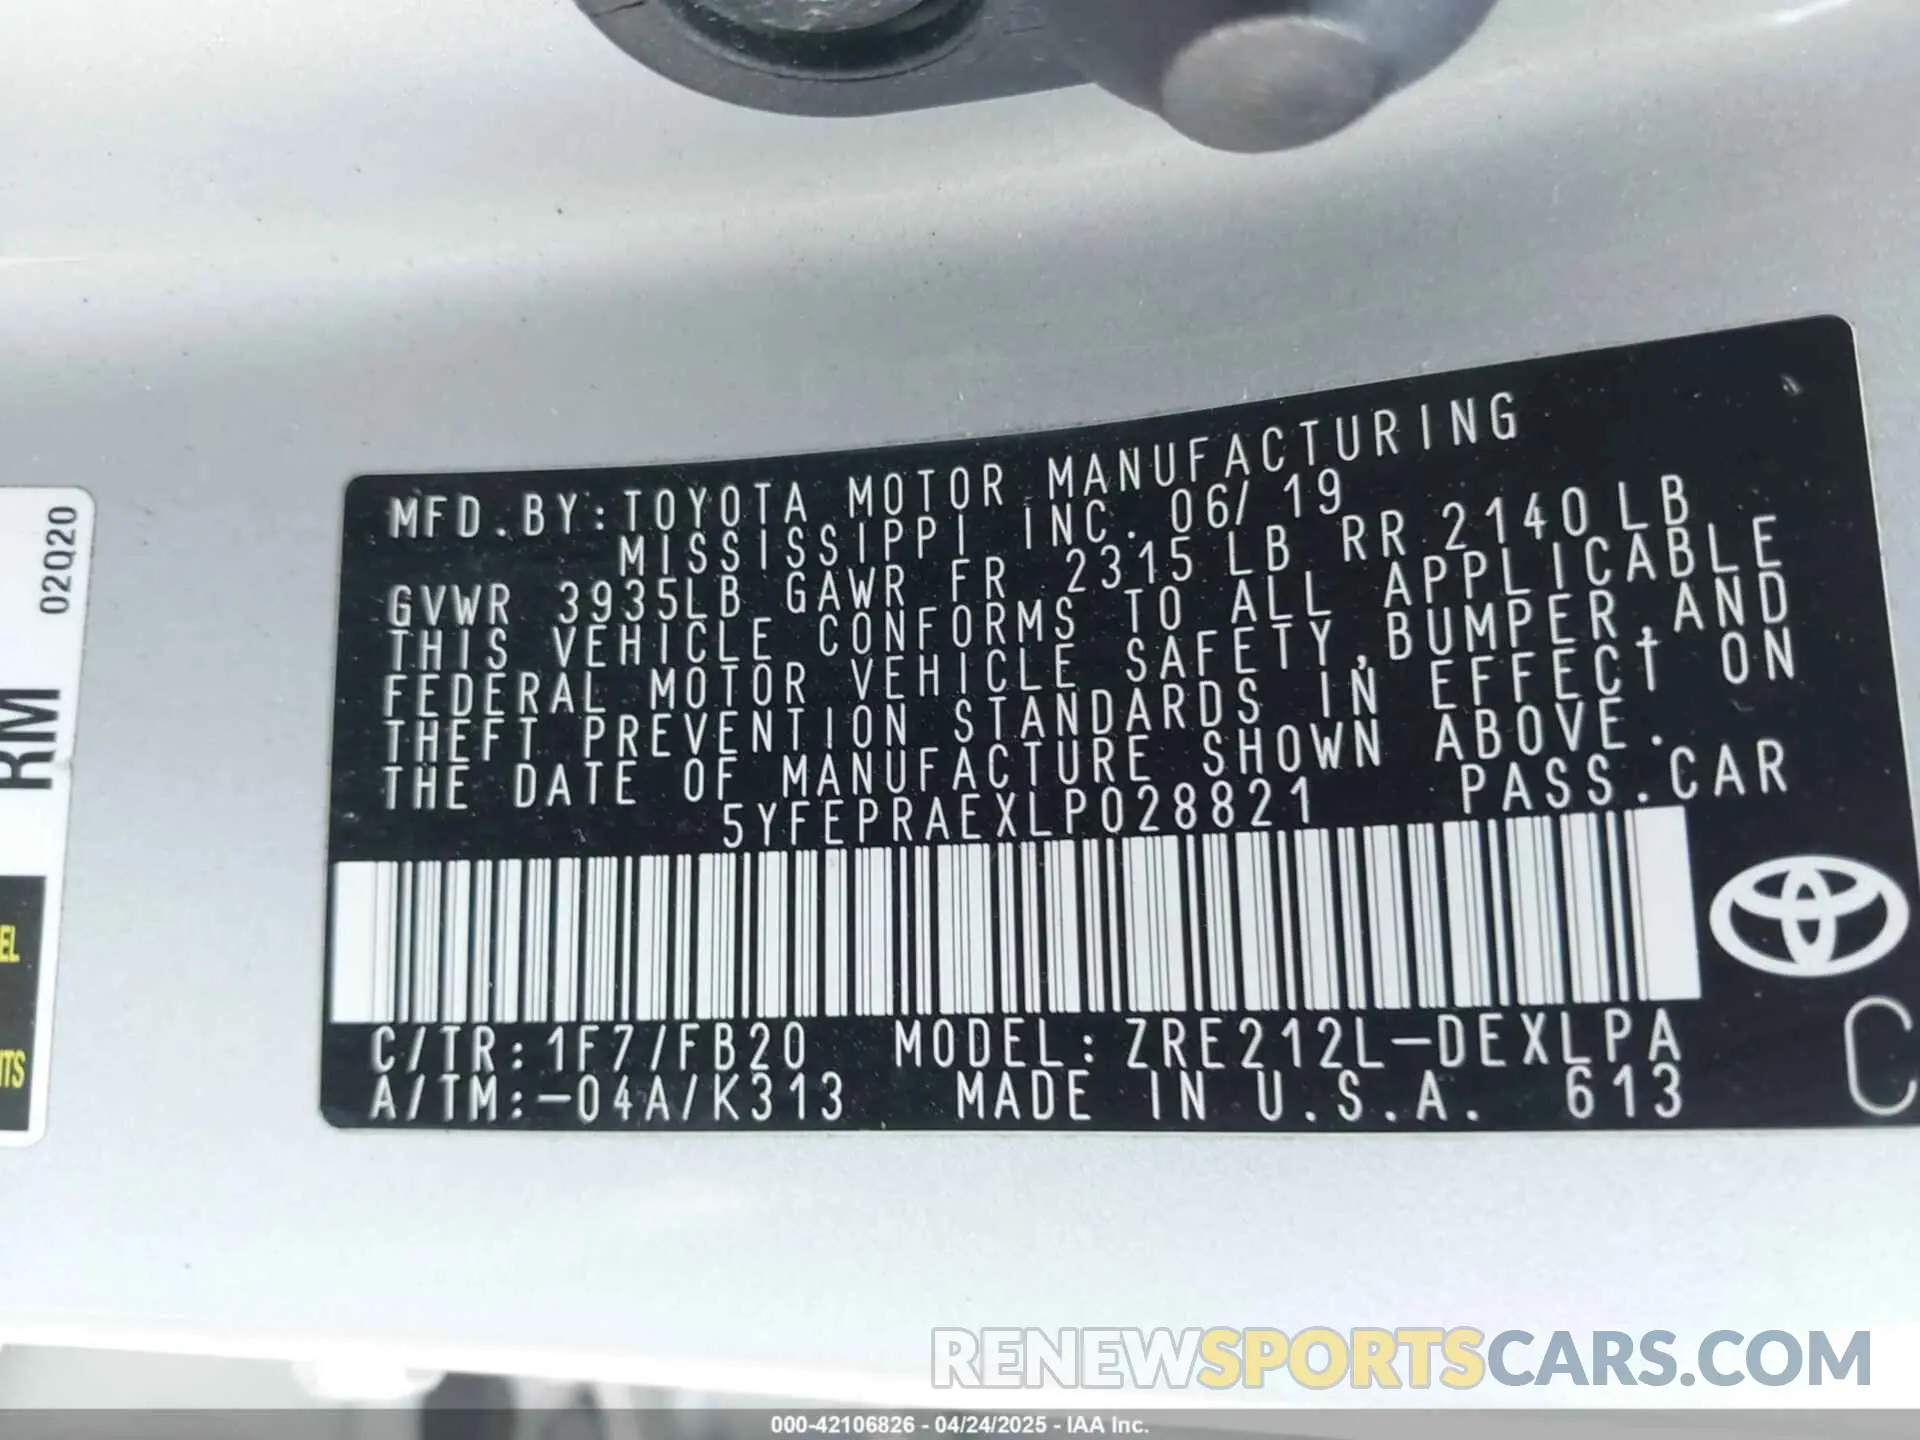 02Q20
RM
EL
ITS
MFD.BY:TOYOTA MOTOR MANUFACTURING
MISSISSIPPI INC. 06/ 19
GVWR 3935LB GAWR FR 2315 LB RR 2140 LB
THIS VEHICLE CONFORMS TO ALL APPLICABLE
FEDERAL MOTOR VEHICLE SAFETY,BUMPER,AND
THEFT PREVENTION STANDARDS IN EFFECT ON
THE DATE OF MANUFACTURE SHOWN ABOVE.
5YFEPRAEXLP028821 PASS.CAR
C/TR:1F7/FB20 MODEL:ZRE212L-DEXLPA
A/TM:-04A/K313 MADE IN U.S.A. 613
C
RENEWSPORTSCARS.COM
000-42106826 - 04/24/2025 - IAA Inc.